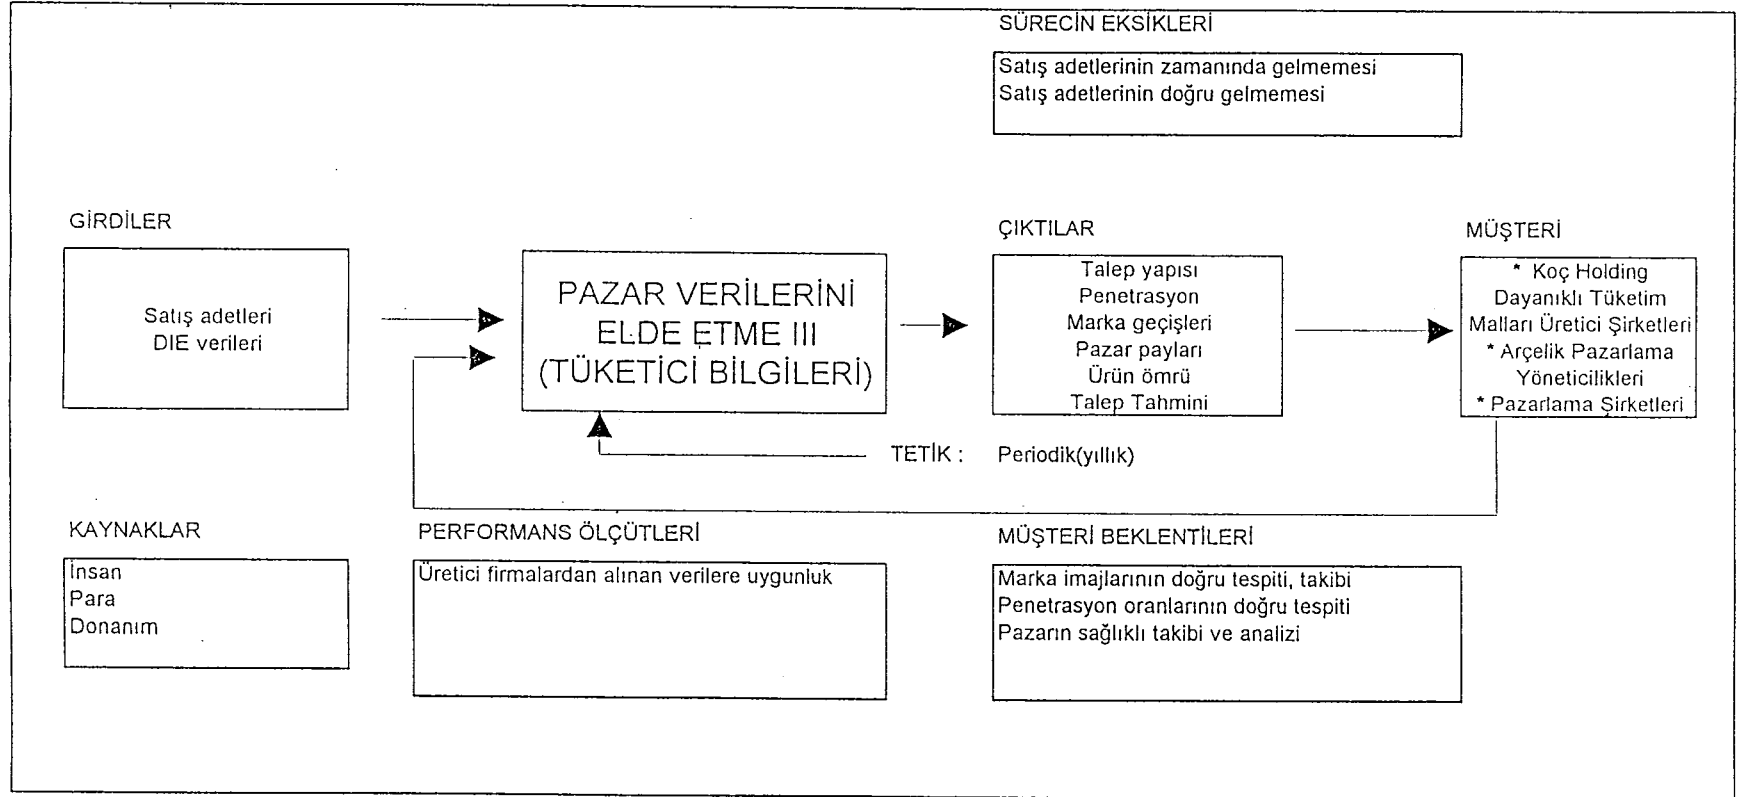 SÜRECİN EKSİKLERİ
Satış adetlerinin zamanında gelmemesi
Satış adetlerinin doğru gelmemesi
GİRDİLER
Satış adetleri
DIE verileri
PAZAR VERİLERİNİ
ELDE ETME III
(TÜKETİCİ BİLGİLERİ)
ÇIKTILAR
Talep yapısı
Penetrasyon
Marka geçişleri
Pazar payları
Ürün ömrü
Talep Tahmini
MÜŞTERİ
* Koç Holding
Dayanıklı Tüketim
Malları Üretici Şirketleri
* Arçelik Pazarlama
Yöneticilikleri
* Pazarlama Şirketleri
TETİK : Periodik(yıllık)
KAYNAKLAR
İnsan
Para
Donanım
PERFORMANS ÖLÇÜTLERİ
Üretici firmalardan alınan verilere uygunluk
MÜŞTERİ BEKLENTİLERİ
Marka imajlarının doğru tespiti, takibi
Penetrasyon oranlarının doğru tespiti
Pazarın sağlıklı takibi ve analizi